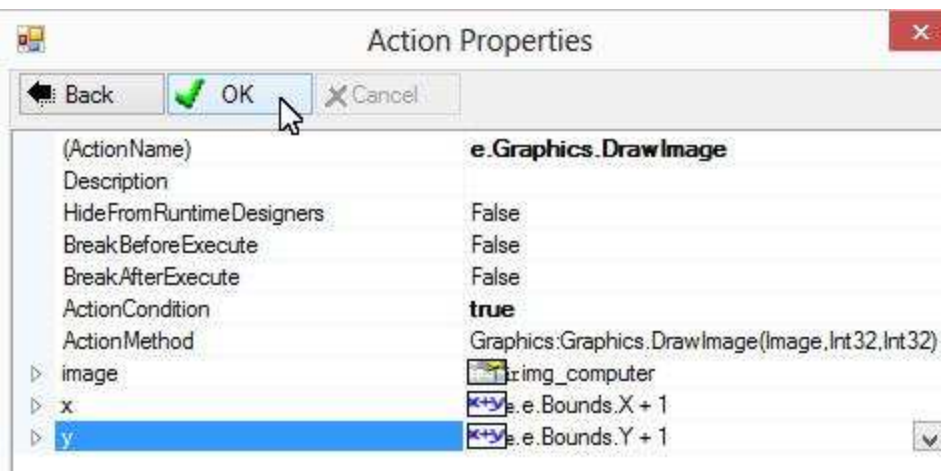 Action Properties
Back OK Cancel
(ActionName) e.Graphics.DrawImage
Description
HideFromRuntimeDesigners False
BreakBeforeExecute False
BreakAfterExecute False
ActionCondition true
ActionMethod Graphics:Graphics.DrawImage(Image,Int32,Int32)
image img_computer
x e.Bounds.X + 1
y e.Bounds.Y + 1